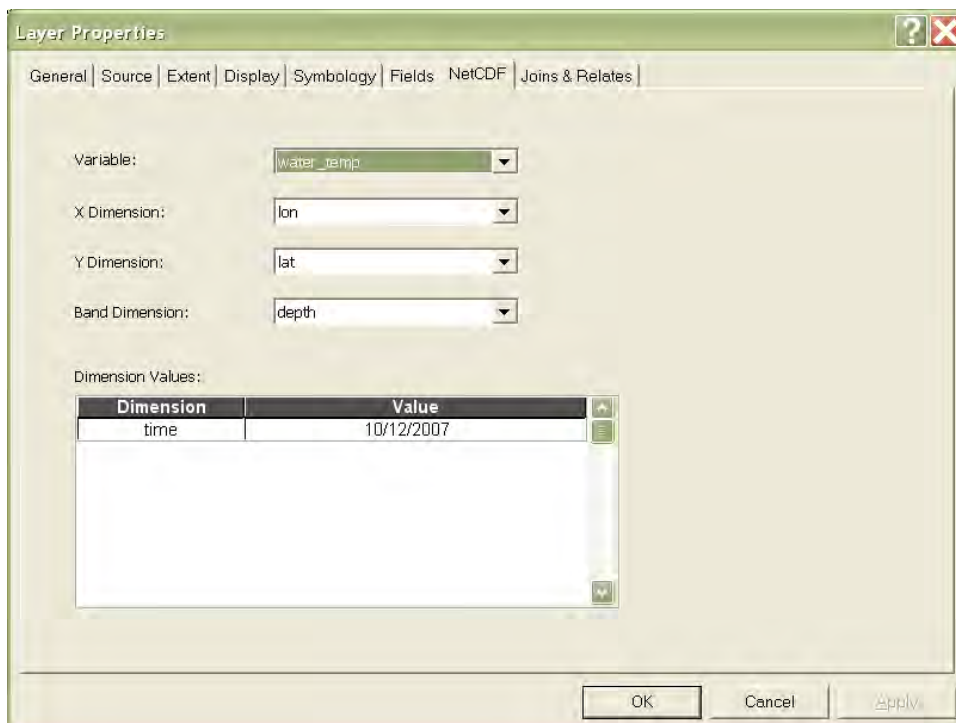 Layer Properties
General Source Extent Display Symbology Fields NetCDF Joins & Relates
Variable: water_temp
X Dimension: lon
Y Dimension: lat
Band Dimension: depth
Dimension Values:
Dimension Value
time 10/12/2007
OK Cancel Apply